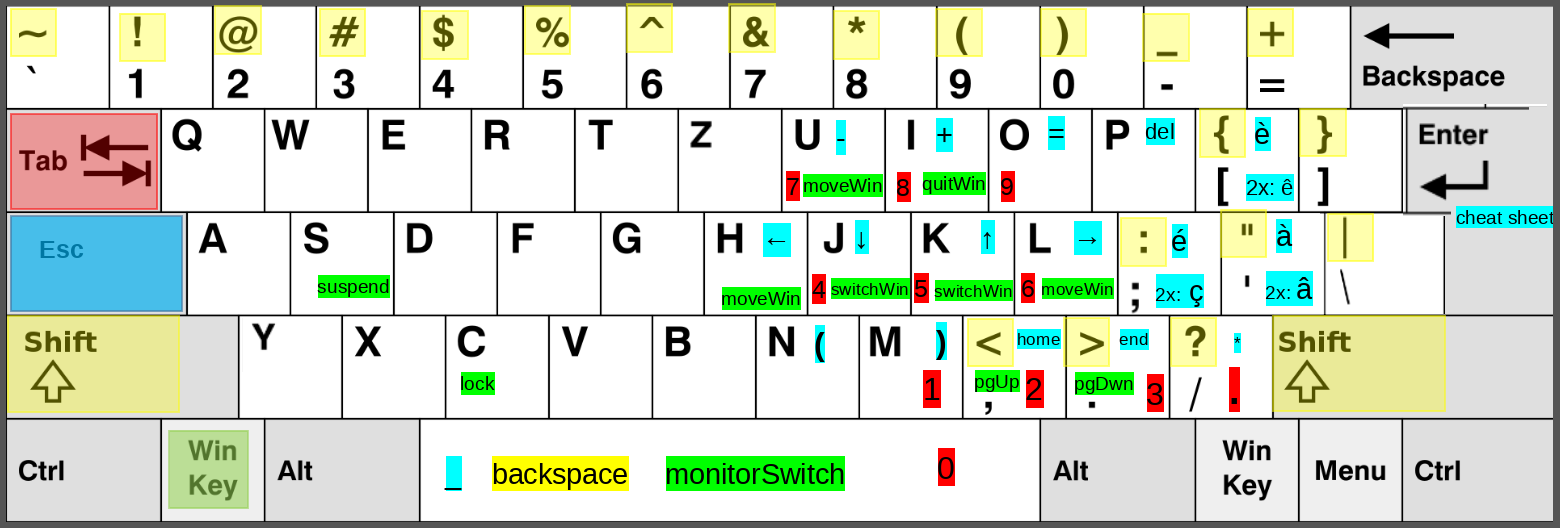 ~ ! @ # $ % ^ & * ( ) _ +
` 1 2 3 4 5 6 7 8 9 0 - = Backspace
Tab Q W E R T Z U - I + O = P del { è } Enter
7 moveWin 8 quitWin 9 [ 2x: ê ]
cheat sheet
Esc A S D F G H ← J ↓ K ↑ L → : é " à |
suspend moveWin 4 switchWin 5 switchWin 6 moveWin ; 2x: ç ' 2x: â \
Shift Y X C V B N ( M ) < home > end ? * Shift
lock 1 pgUp , 2 pgDwn . 3 / .
Ctrl Win Key Alt _ backspace monitorSwitch 0 Alt Win Key Menu Ctrl